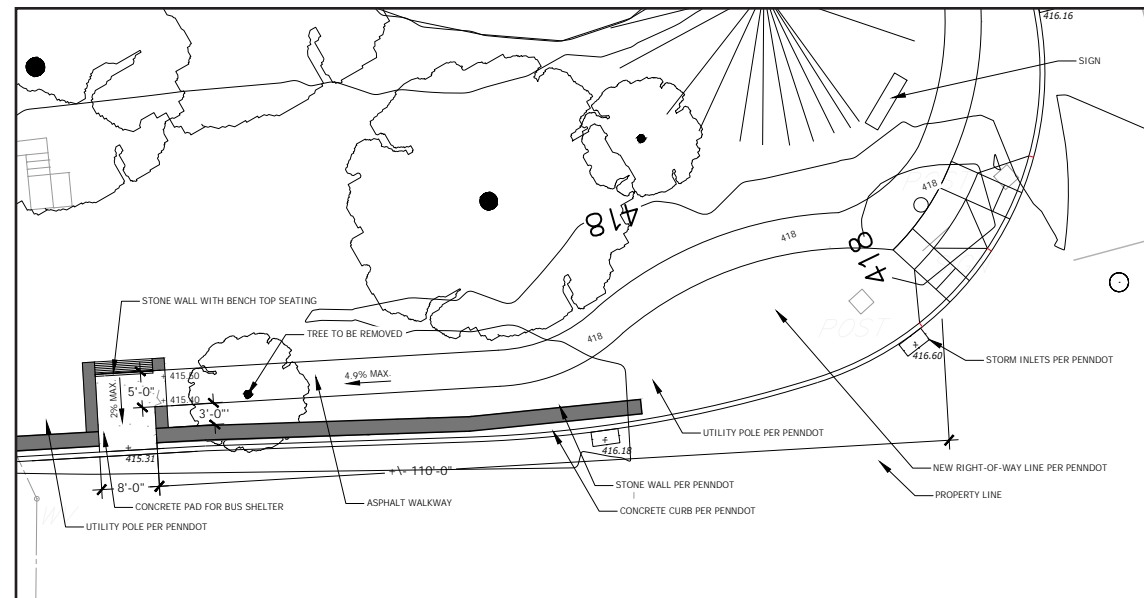 416.16
SIGN
418
418
418
418
STONE WALL WITH BENCH TOP SEATING
TREE TO BE REMOVED
418
416.60
STORM INLETS PER PENNDOT
POST
4.9% MAX.
+ 415.50
+ 415.40
2% MAX.
5'-0"
3'-0"'
UTILITY POLE PER PENNDOT
415.31
416.18
+\- 110'-0"
8'-0"
NEW RIGHT-OF-WAY LINE PER PENNDOT
STONE WALL PER PENNDOT
PROPERTY LINE
CONCRETE PAD FOR BUS SHELTER
ASPHALT WALKWAY
CONCRETE CURB PER PENNDOT
UTILITY POLE PER PENNDOT